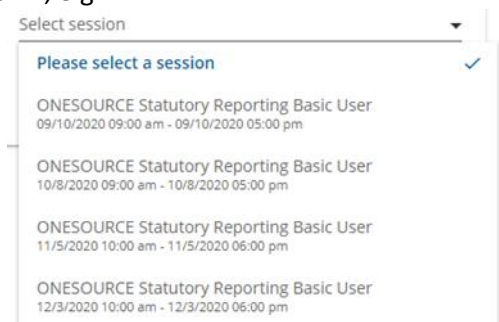 Select session
Please select a session
ONESOURCE Statutory Reporting Basic User
09/10/2020 09:00 am - 09/10/2020 05:00 pm
ONESOURCE Statutory Reporting Basic User
10/8/2020 09:00 am - 10/8/2020 05:00 pm
ONESOURCE Statutory Reporting Basic User
11/5/2020 10:00 am - 11/5/2020 06:00 pm
ONESOURCE Statutory Reporting Basic User
12/3/2020 10:00 am - 12/3/2020 06:00 pm